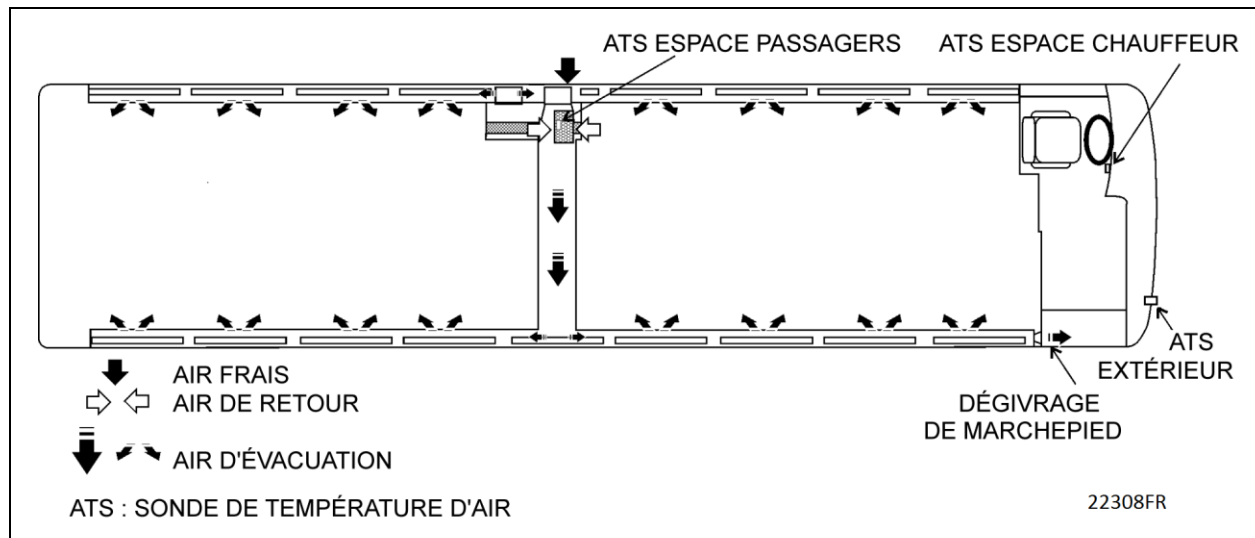 ATS ESPACE PASSAGERS
ATS ESPACE CHAUFFEUR
ATS
EXTÉRIEUR
DÉGIVRAGE
DE MARCHEPIED
AIR FRAIS
AIR DE RETOUR
AIR D'ÉVACUATION
ATS : SONDE DE TEMPÉRATURE D'AIR
22308FR